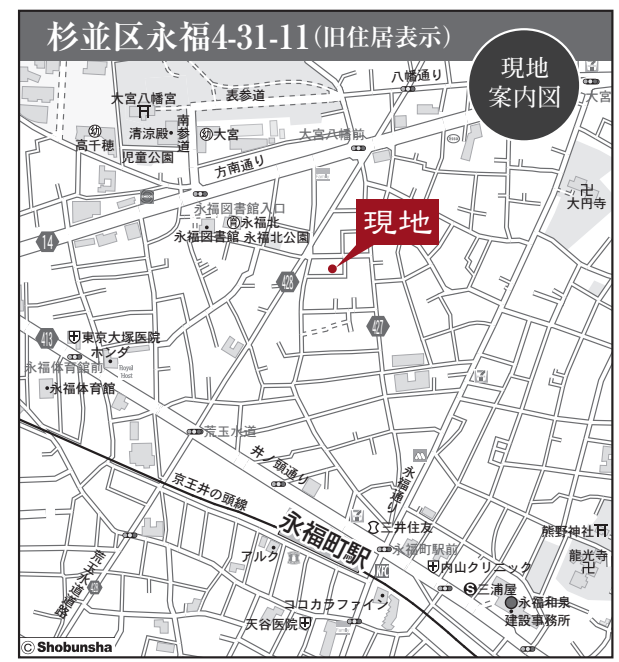 杉並区永福4-31-11(旧住居表示)
現地
案内図
八幡通り
大宮八幡宮
表参道
大宮
幼
高千穂
清涼殿
南参道
幼大宮
大宮八幡前
児童公園
方南通り
卍
大円寺
永福図書館入口
永福北
永福図書館
永福北公園
現地
14
428
427
413
東京大塚医院
ホンダ
永福体育館前
Royal
Host
永福体育館
荒玉水道
井ノ頭通り
永福通り
京王井の頭線
永福町駅
三井住友
熊野神社
アルク
永福町駅前
龍光寺
卍
KFC
内山クリニック
荒玉水道道路
三浦屋
ココカラファイン
永福和泉
建設事務所
天谷医院
© Shobunsha